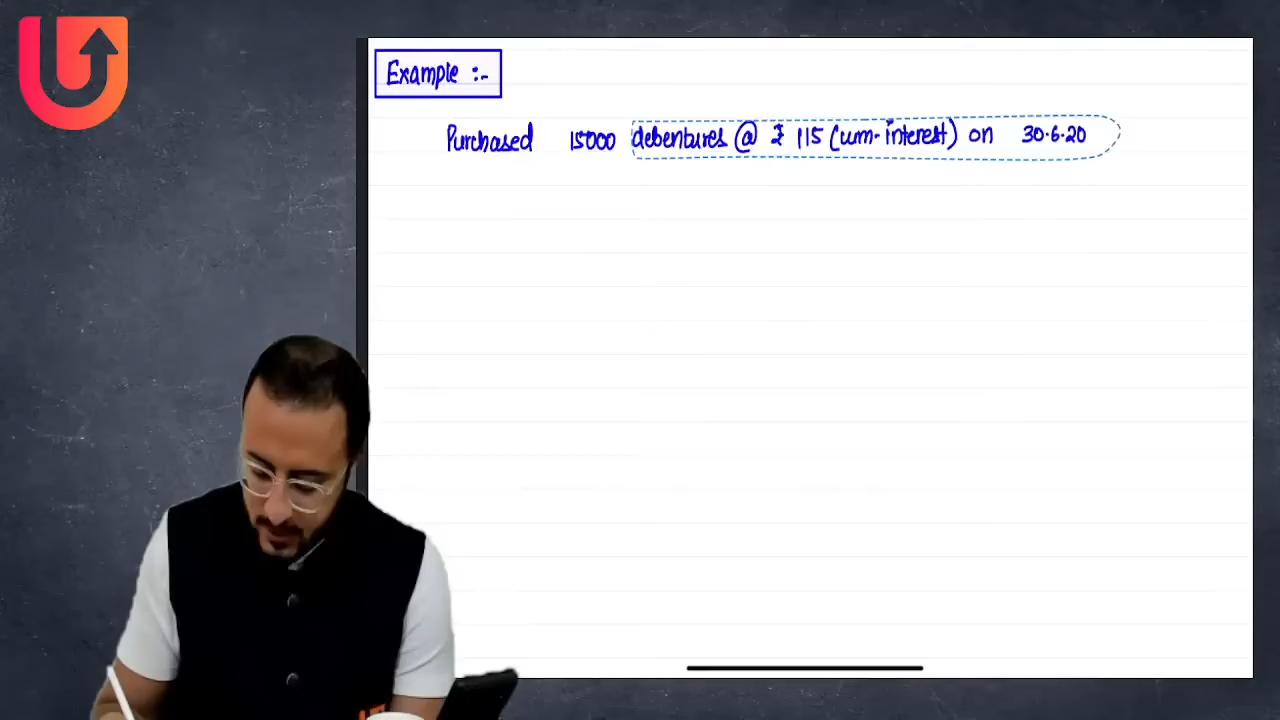 Example :-
Purchased 15000 debentures @ ₹ 115 (cum-interest) on 30.6.20